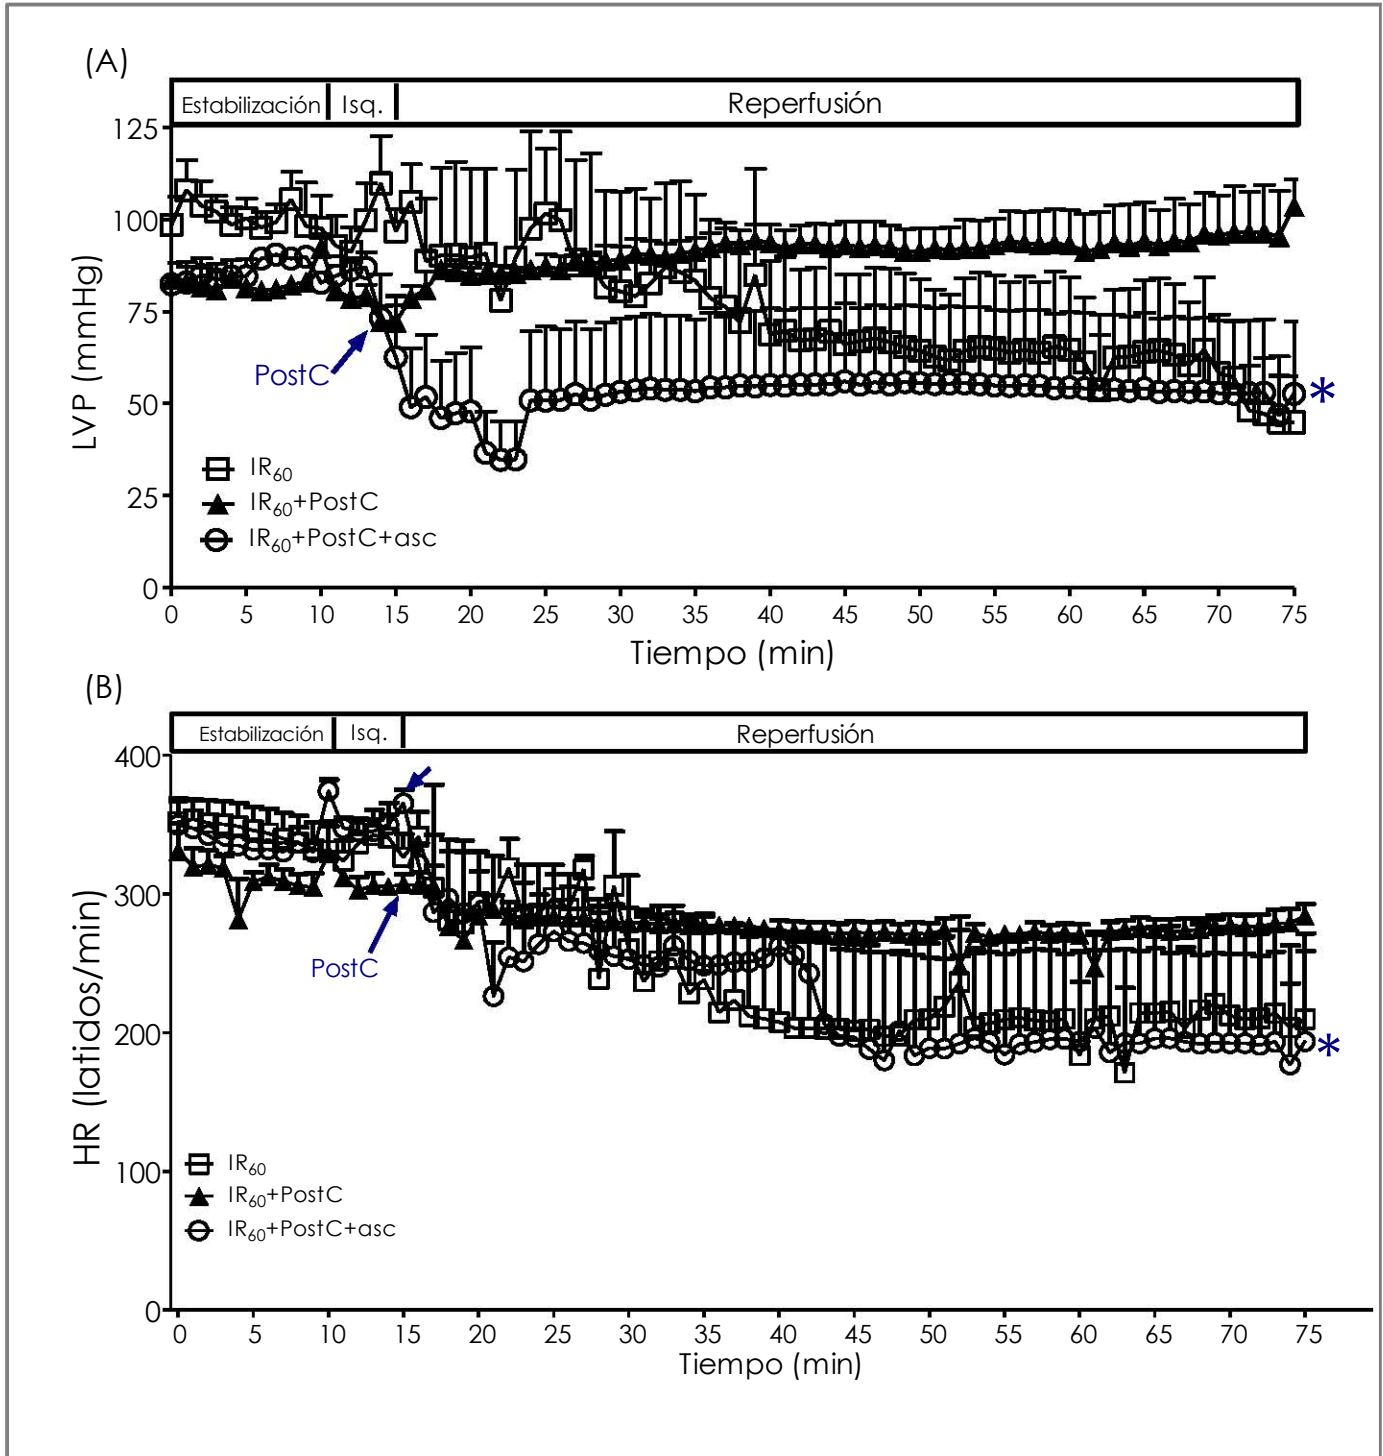 (A)
Estabilización Isq. Reperfusión
125
100
75
50
25
0
LVP (mmHg)
PostC
*
IR60
IR60+PostC
IR60+PostC+asc
0 5 10 15 20 25 30 35 40 45 50 55 60 65 70 75
Tiempo (min)
(B)
Estabilización Isq. Reperfusión
400
300
200
100
0
HR (latidos/min)
PostC
*
IR60
IR60+PostC
IR60+PostC+asc
0 5 10 15 20 25 30 35 40 45 50 55 60 65 70 75
Tiempo (min)